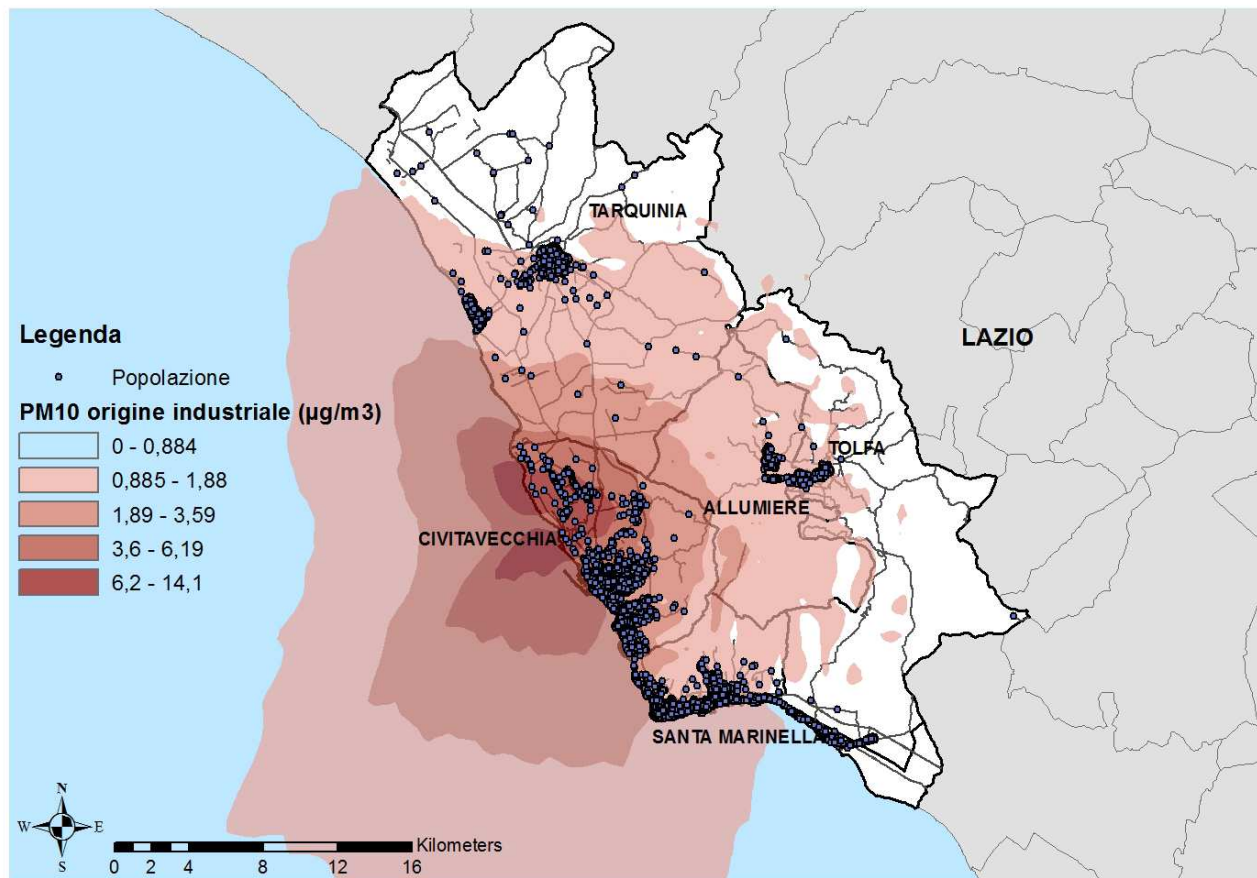 TARQUINIA
LAZIO
Legenda
Popolazione
PM10 origine industriale (µg/m3)
0 - 0,884
0,885 - 1,88
1,89 - 3,59
3,6 - 6,19
6,2 - 14,1
TOLFA
ALLUMIERE
CIVITAVECCHIA
SANTA MARINELLA
N
W E
S
Kilometers
0 2 4 8 12 16